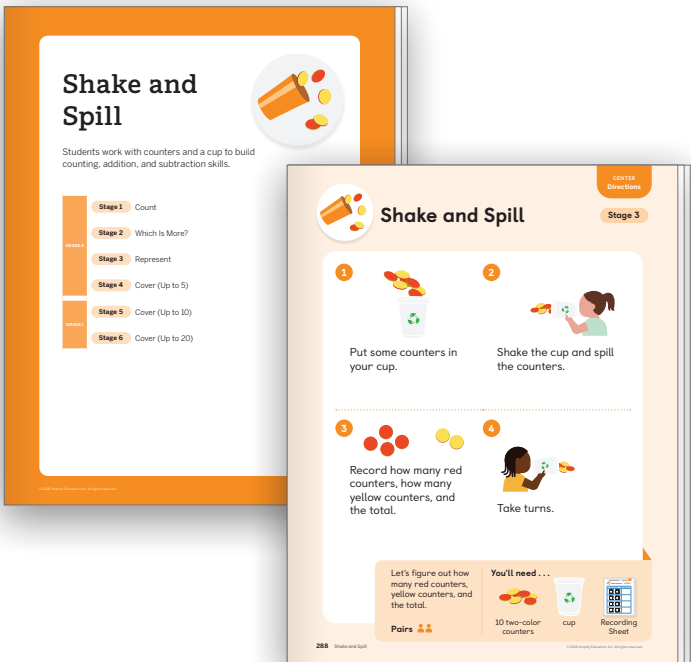 Shake and
Spill
Students work with counters and a cup to build
counting, addition, and subtraction skills.
GRADE K
Stage 1 Count
Stage 2 Which Is More?
Stage 3 Represent
Stage 4 Cover (Up to 5)
GRADE 1
Stage 5 Cover (Up to 10)
Stage 6 Cover (Up to 20)
CENTER
Directions
Shake and Spill
Stage 3
1
Put some counters in
your cup.
2
Shake the cup and spill
the counters.
3
Record how many red
counters, how many
yellow counters, and
the total.
4
Take turns.
Let's figure out how
many red counters,
yellow counters, and
the total.
Pairs
You'll need . . .
10 two-color
counters
cup
Recording
Sheet
288 Shake and Spill